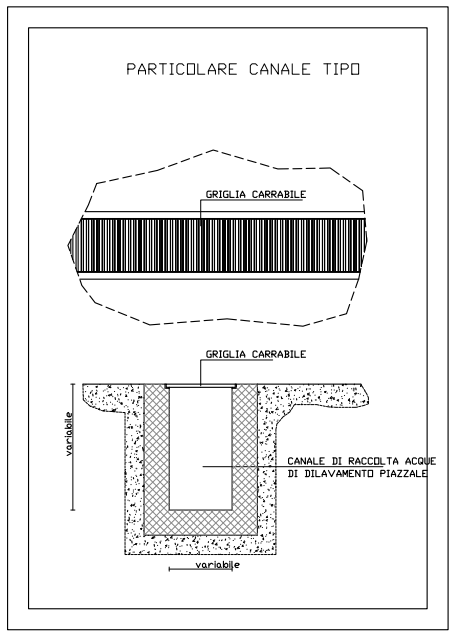 PARTICOLARE CANALE TIPO
GRIGLIA CARRABILE
GRIGLIA CARRABILE
variabile
CANALE DI RACCOLTA ACQUE
DI DILAVAMENTO PIAZZALE
variabile